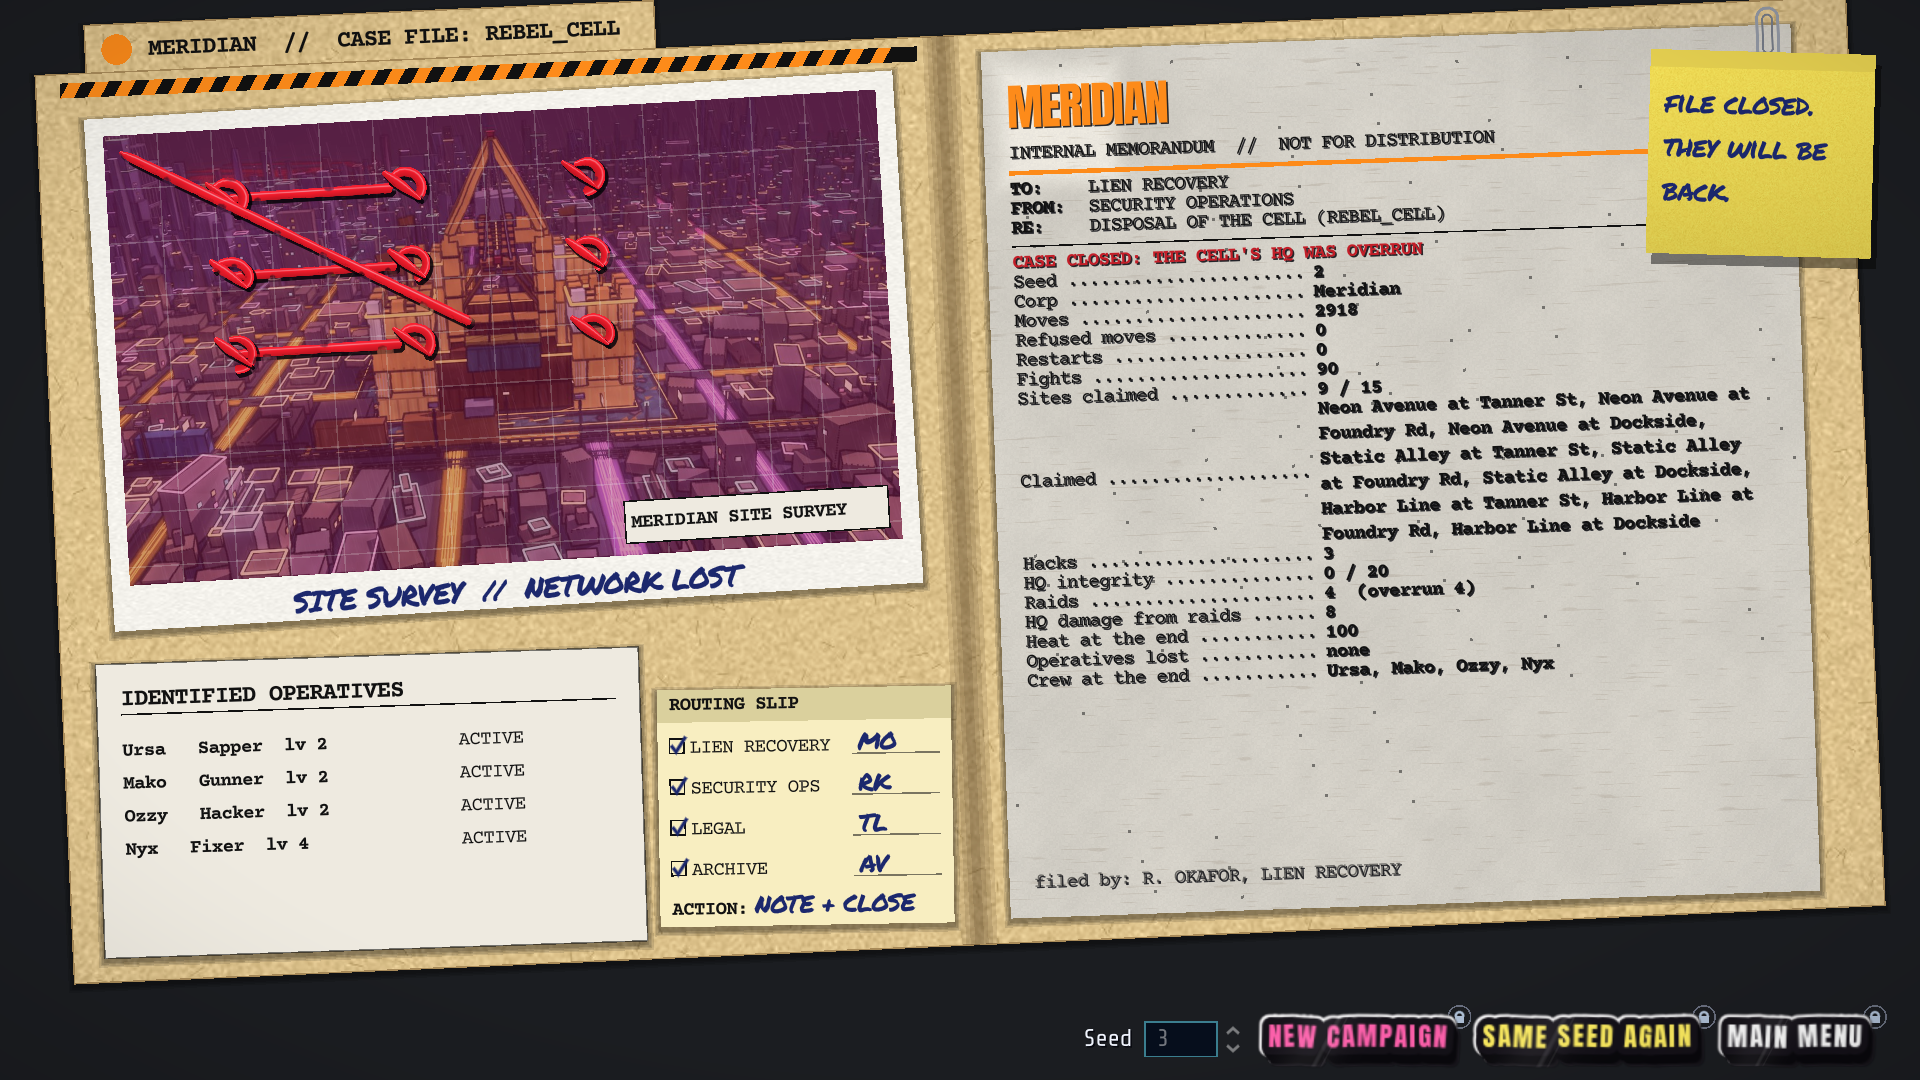 MERIDIAN // CASE FILE: REBEL_CELL
MERIDIAN SITE SURVEY
SITE SURVEY // NETWORK LOST
IDENTIFIED OPERATIVES
Ursa Sapper lv 2 ACTIVE
Mako Gunner lv 2 ACTIVE
Ozzy Hacker lv 2 ACTIVE
Nyx Fixer lv 4 ACTIVE
ROUTING SLIP
LIEN RECOVERY MO
SECURITY OPS RK
LEGAL TL
ARCHIVE AV
ACTION: NOTE + CLOSE
MERIDIAN
INTERNAL MEMORANDUM // NOT FOR DISTRIBUTION
TO: LIEN RECOVERY
FROM: SECURITY OPERATIONS
RE: DISPOSAL OF THE CELL (REBEL_CELL)
CASE CLOSED: THE CELL'S HQ WAS OVERRUN
Seed ...................... 2
Corp ...................... Meridian
Moves ..................... 2918
Refused moves ............. 0
Restarts .................. 0
Fights .................... 90
Sites claimed ............. 9 / 15
Claimed ................... Neon Avenue at Tanner St, Neon Avenue at
Foundry Rd, Neon Avenue at Dockside,
Static Alley at Tanner St, Static Alley
at Foundry Rd, Static Alley at Dockside,
Harbor Line at Tanner St, Harbor Line at
Foundry Rd, Harbor Line at Dockside
Hacks ..................... 3
HQ integrity .............. 0 / 20
Raids ..................... 4 (overrun 4)
HQ damage from raids ...... 8
Heat at the end ........... 100
Operatives lost ........... none
Crew at the end ........... Ursa, Mako, Ozzy, Nyx
filed by: R. OKAFOR, LIEN RECOVERY
FILE CLOSED.
THEY WILL BE
BACK.
Seed 3
NEW CAMPAIGN
SAME SEED AGAIN
MAIN MENU